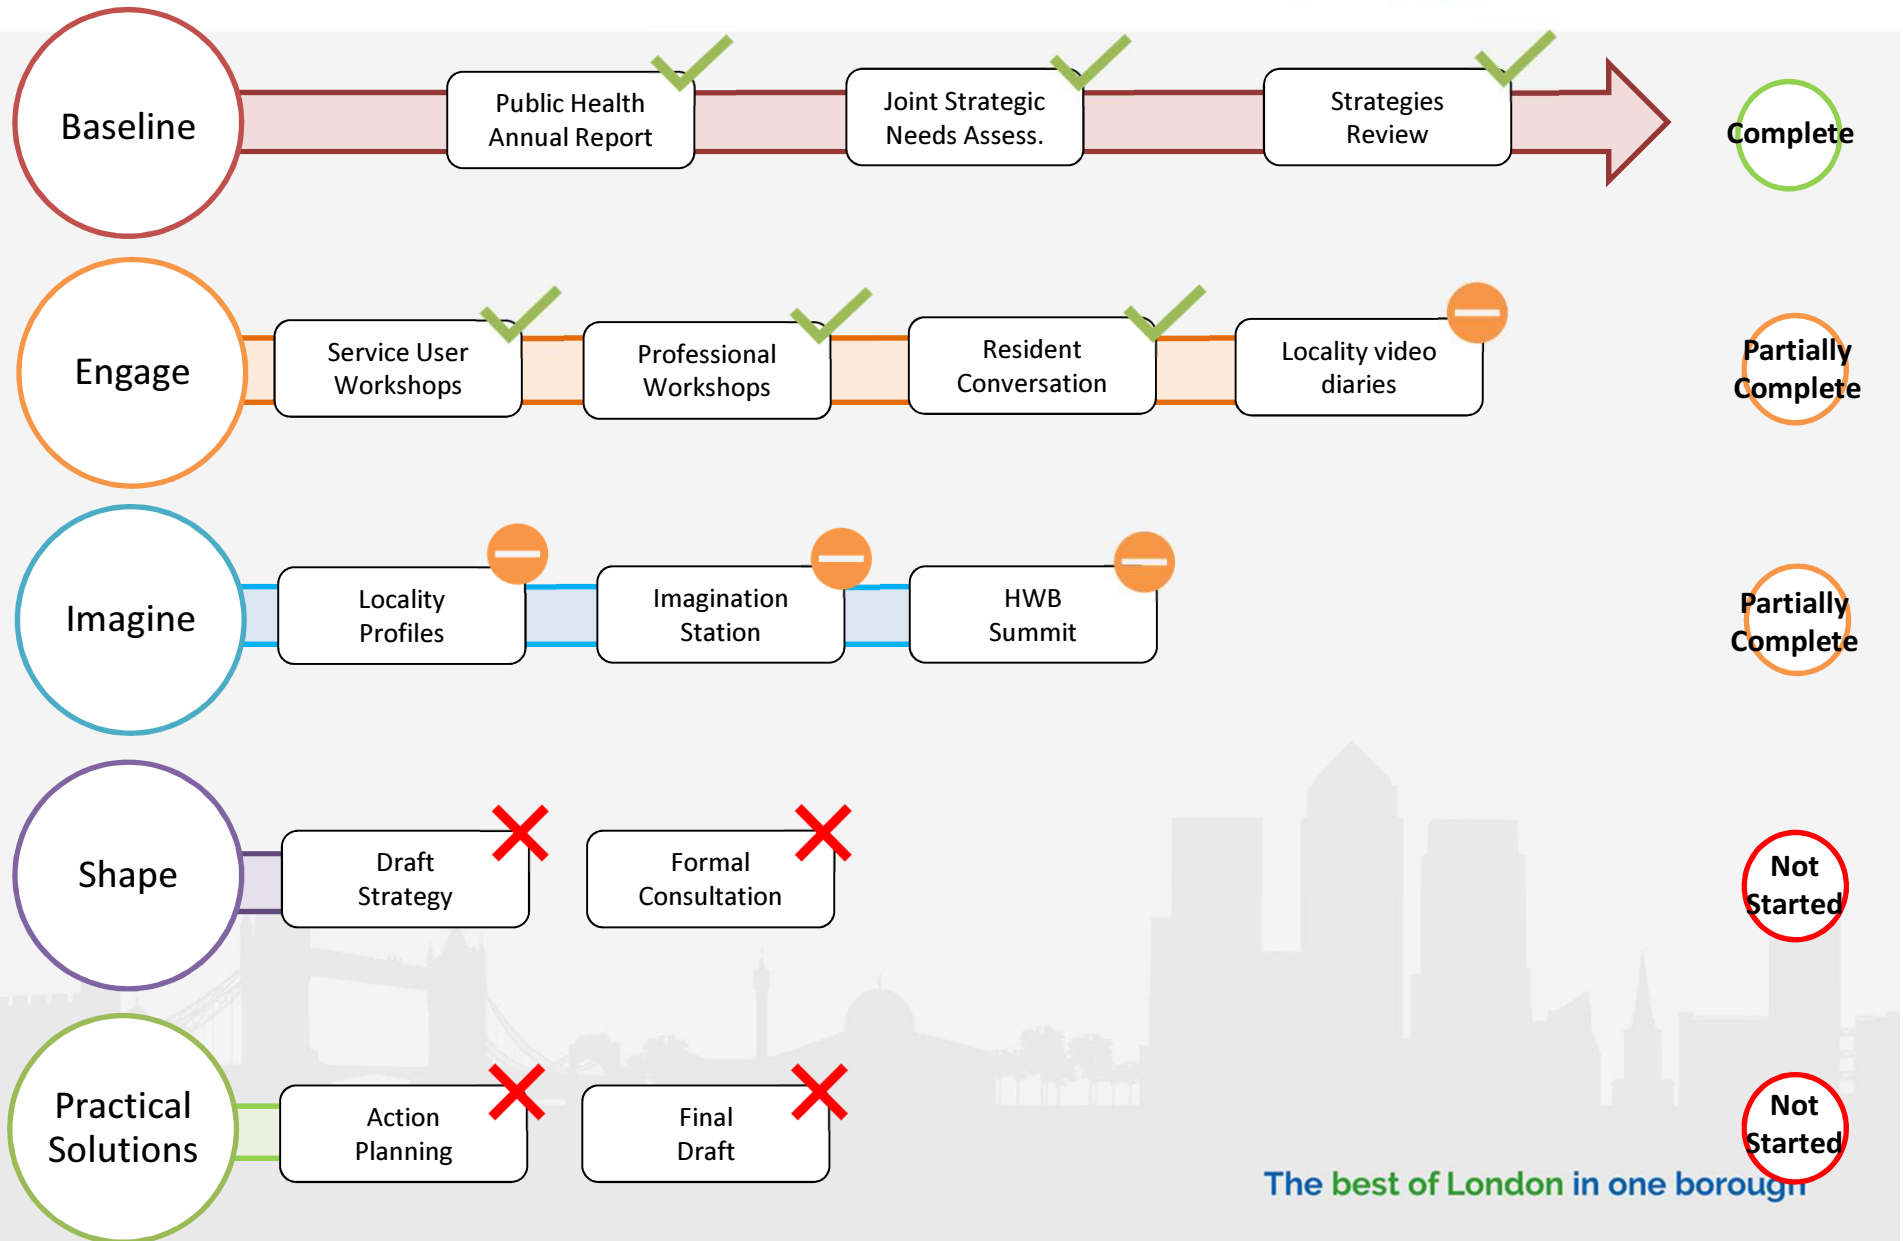 Baseline
Public Health
Annual Report
Joint Strategic
Needs Assess.
Strategies
Review
Complete
Engage
Service User
Workshops
Professional
Workshops
Resident
Conversation
Locality video
diaries
Partially
Complete
Imagine
Locality
Profiles
Imagination
Station
HWB
Summit
Partially
Complete
Shape
Draft
Strategy
Formal
Consultation
Not
Started
Practical
Solutions
Action
Planning
Final
Draft
Not
Started
The best of London in one borough